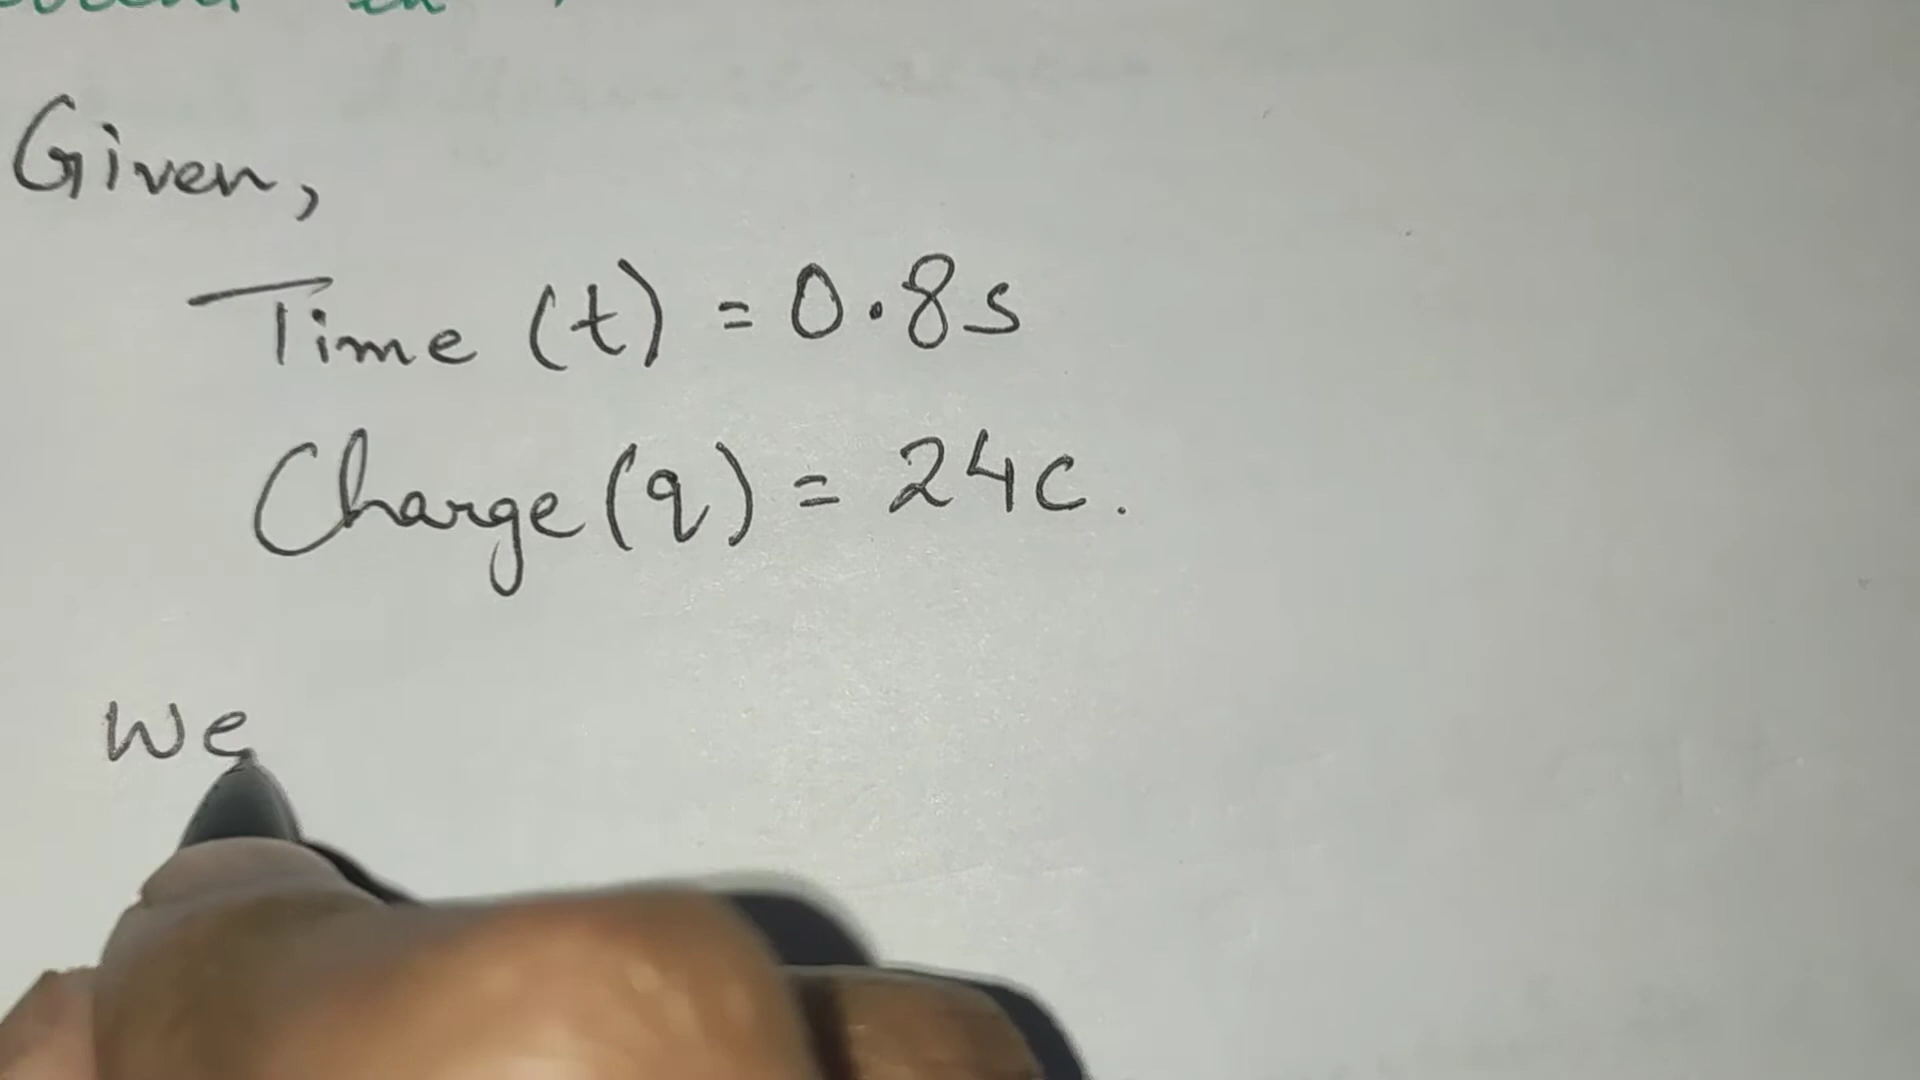 Given,
Time (t) = 0.8s
Charge (q) = 24c.
We